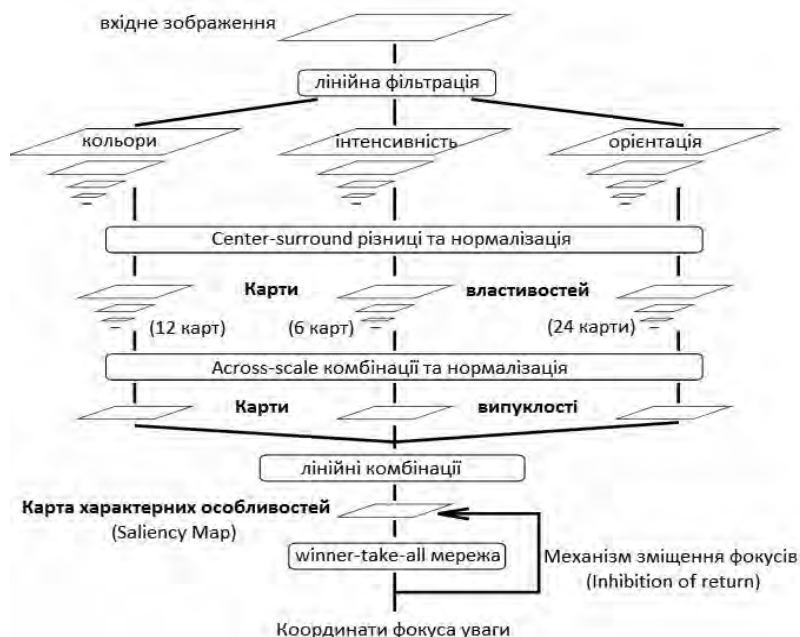 вхідне зображення
лінійна фільтрація
кольори
інтенсивність
орієнтація
Center-surround різниці та нормалізація
Карти властивостей
(12 карт)
(6 карт)
(24 карти)
Across-scale комбінації та нормалізація
Карти випуклості
лінійні комбінації
Карта характерних особливостей
(Saliency Map)
winner-take-all мережа
Механізм зміщення фокусів
(Inhibition of return)
Координати фокуса уваги